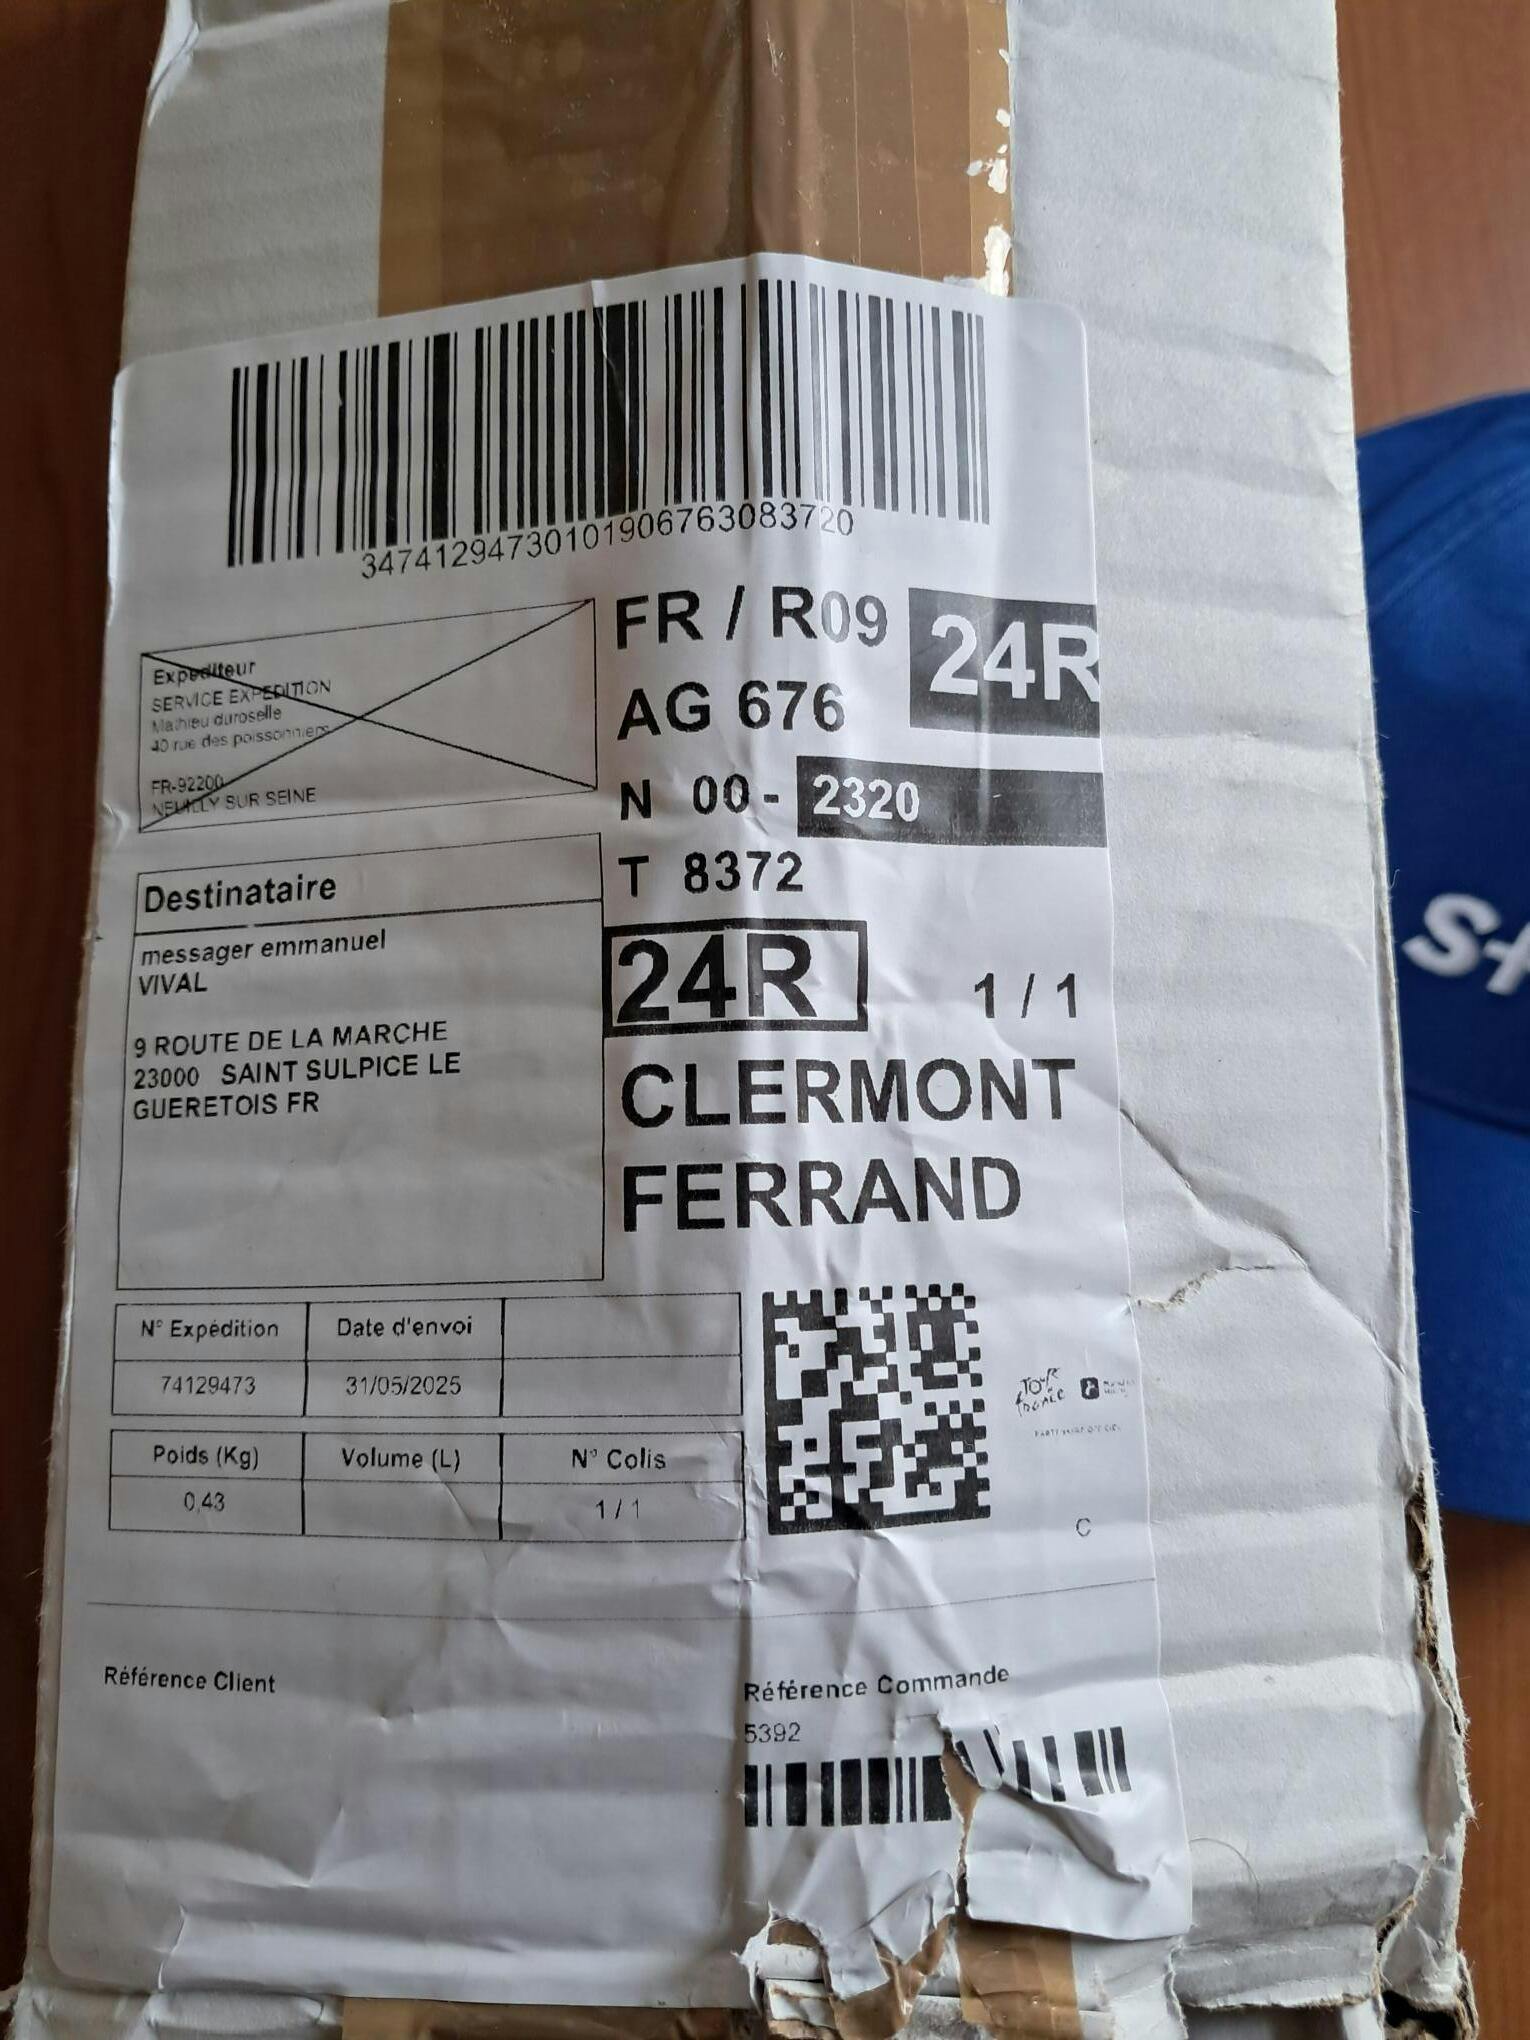 3474129473010190676308372​0
FR / R09
24R
AG 676
N 00 - 2320
T 8372
Expediteur
SERVICE EXPEDITION
Mathieu duroselle
40 rue des poissonniers
FR-92200
NEUILLY SUR SEINE
Destinataire
messager emmanuel
VIVAL
9 ROUTE DE LA MARCHE
23000 SAINT SULPICE LE
GUERETOIS FR
24R 1 / 1
CLERMONT
FERRAND
N° Expédition Date d'envoi
74129473 31/05/2025
Poids (Kg) Volume (L) N° Colis
0,43 1 / 1
TOUR
C
Référence Client
Référence Commande
5392